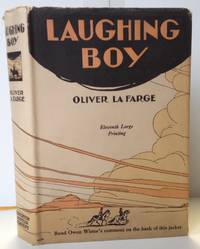 LAUGHING
BOY
OLIVER LA FARGE
Eleventh Large
Printing
Read Owen Wister's comment on the back of this jacket
LAUGHING
BOY
OLIVER
LA FARGE